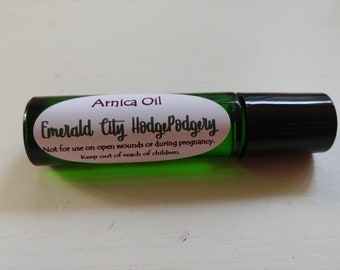 Arnica Oil
Emerald City HodgePodgery
Not for use on open wounds or during pregnancy.
Keep out of reach of children.